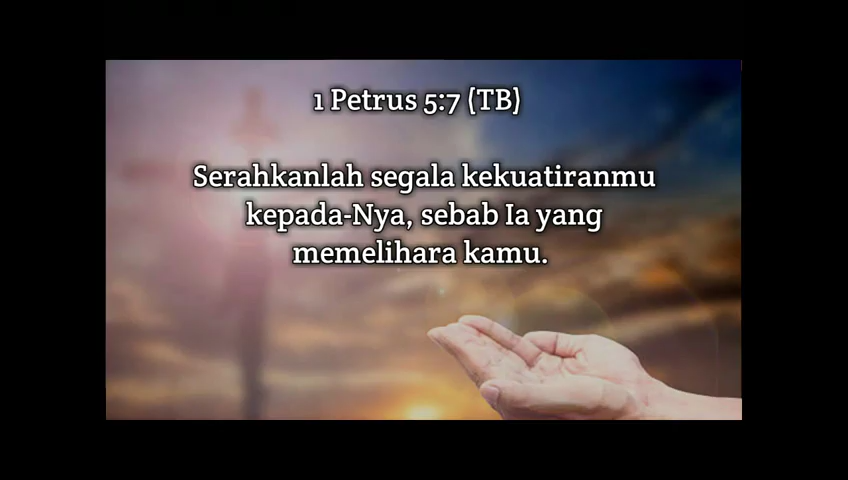 1 Petrus 5:7 (TB)
Serahkanlah segala kekuatiranmu
kepada-Nya, sebab Ia yang
memelihara kamu.